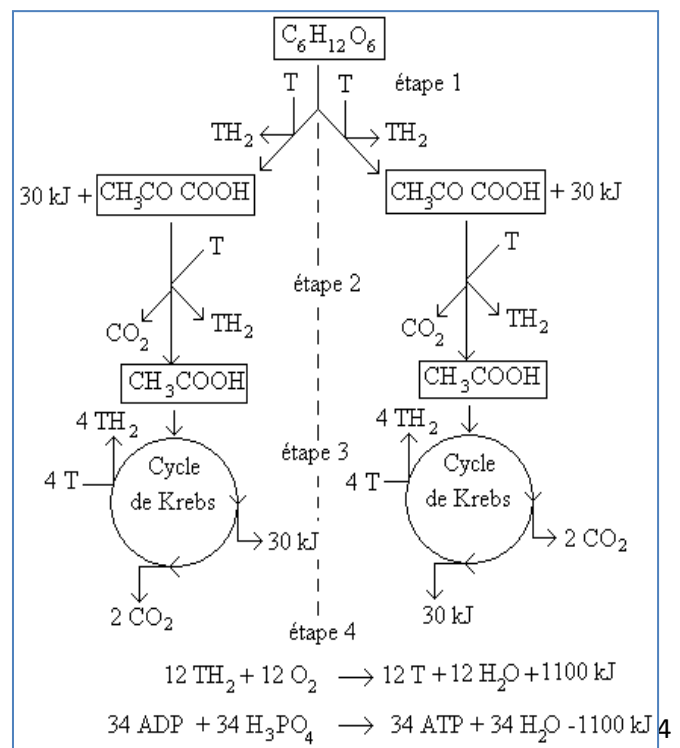 C₆H₁₂O₆
T T étape 1
TH₂ TH₂
30 kJ + CH₃CO COOH CH₃CO COOH + 30 kJ
T T
étape 2
CO₂ TH₂ CO₂ TH₂
CH₃COOH CH₃COOH
4 TH₂ 4 TH₂
étape 3
Cycle Cycle
4 T de Krebs 4 T de Krebs
30 kJ 2 CO₂
2 CO₂ 30 kJ
étape 4
12 TH₂ + 12 O₂ → 12 T + 12 H₂O + 1100 kJ
34 ADP + 34 H₃PO₄ → 34 ATP + 34 H₂O - 1100 kJ 4